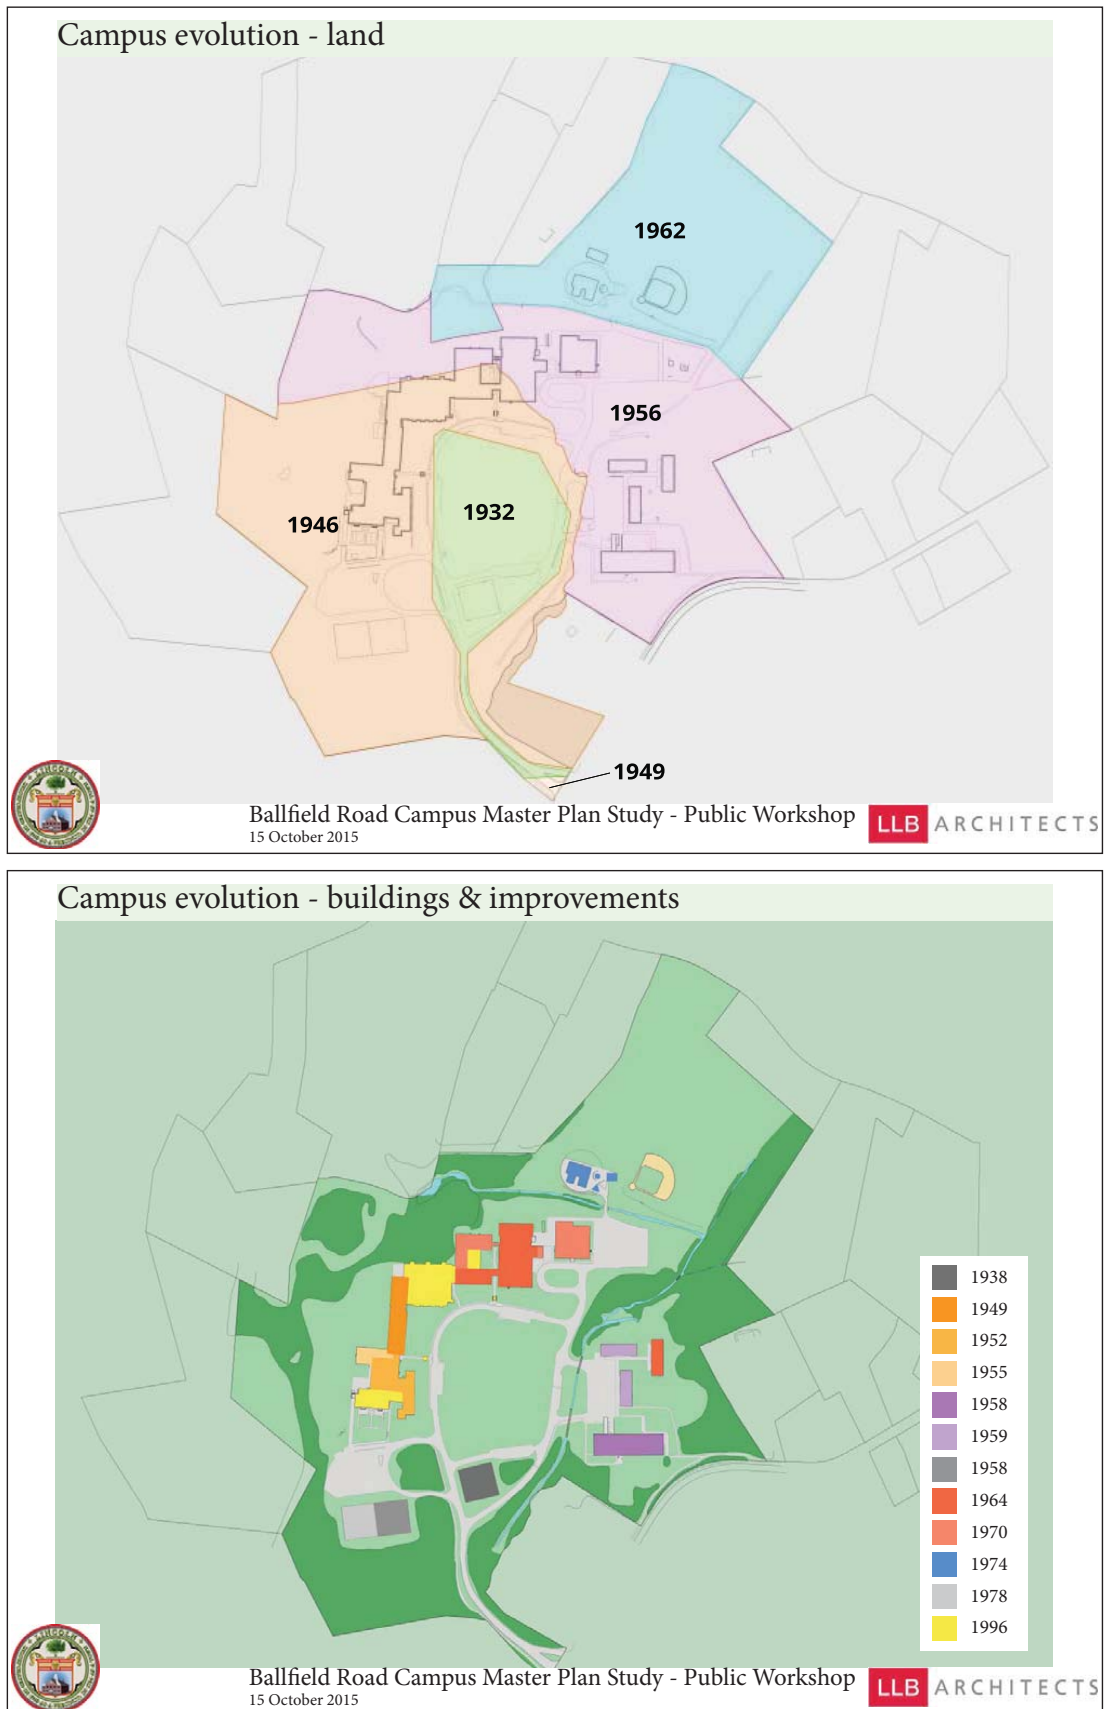 Campus evolution - land
1962
1956
1946
1932
1949
LINCOLN
Ballfield Road Campus Master Plan Study - Public Workshop
15 October 2015
LLB ARCHITECTS
Campus evolution - buildings & improvements
1938
1949
1952
1955
1958
1959
1958
1964
1970
1974
1978
1996
LINCOLN
Ballfield Road Campus Master Plan Study - Public Workshop
15 October 2015
LLB ARCHITECTS